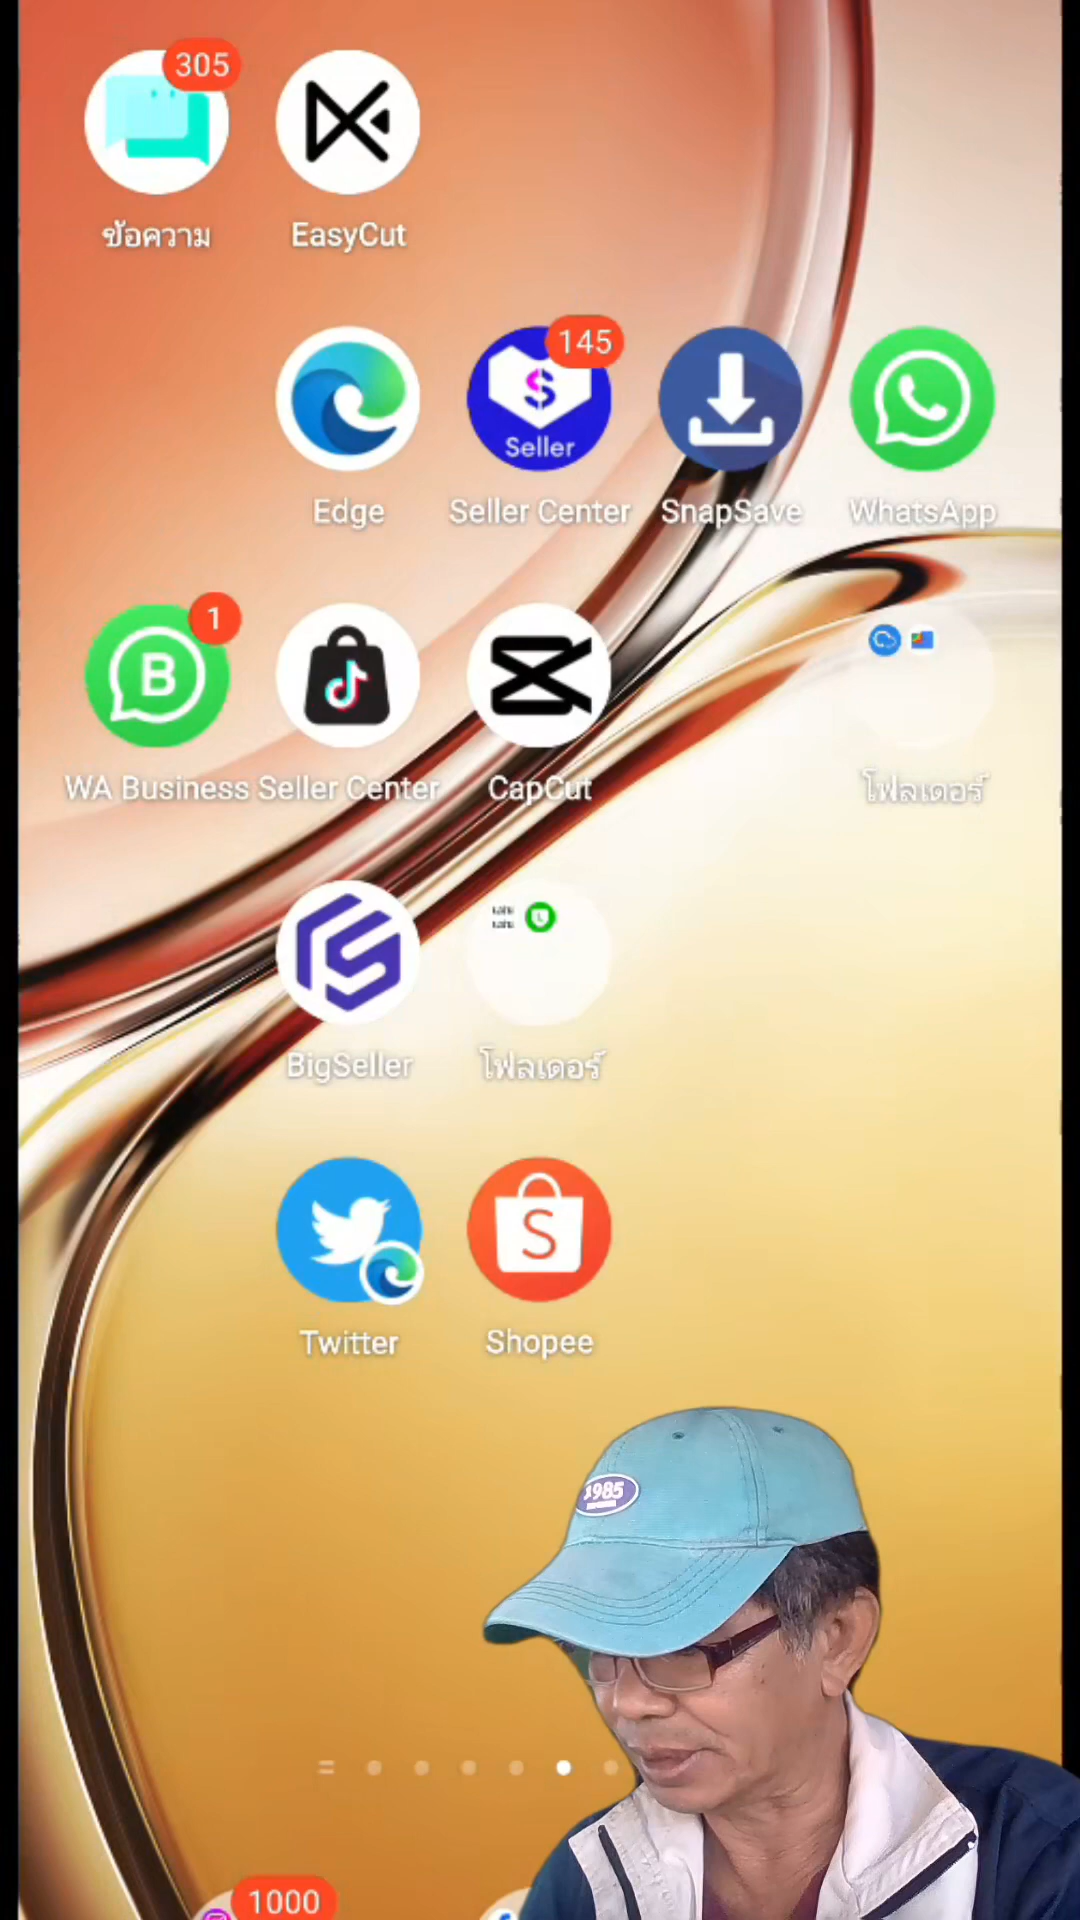 305
ข้อความ
EasyCut
145
Seller
Edge
Seller Center
SnapSave
WhatsApp
1
B
WA Business
Seller Center
CapCut
โฟลเดอร์
BigSeller
โฟลเดอร์
S
Twitter
Shopee
1985
1000